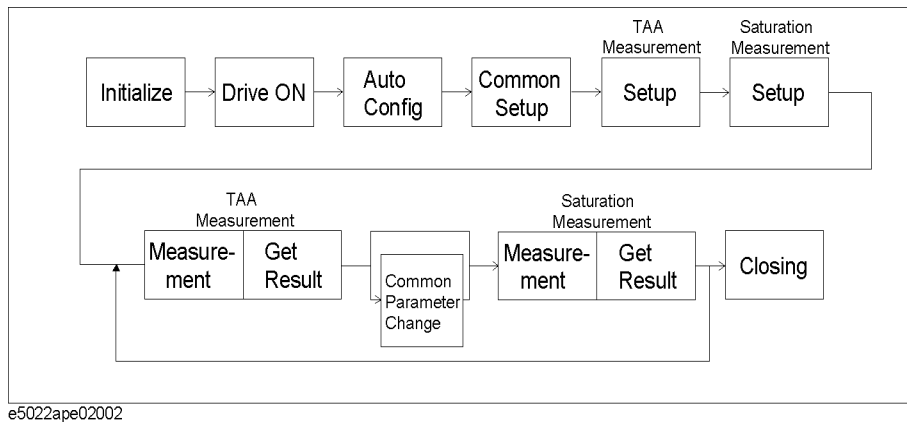 TAA
Measurement
Saturation
Measurement
Initialize
Drive ON
Auto
Config
Common
Setup
Setup
Setup
TAA
Measurement
Saturation
Measurement
Measure-
ment
Get
Result
Common
Parameter
Change
Measure-
ment
Get
Result
Closing
e5022ape02002